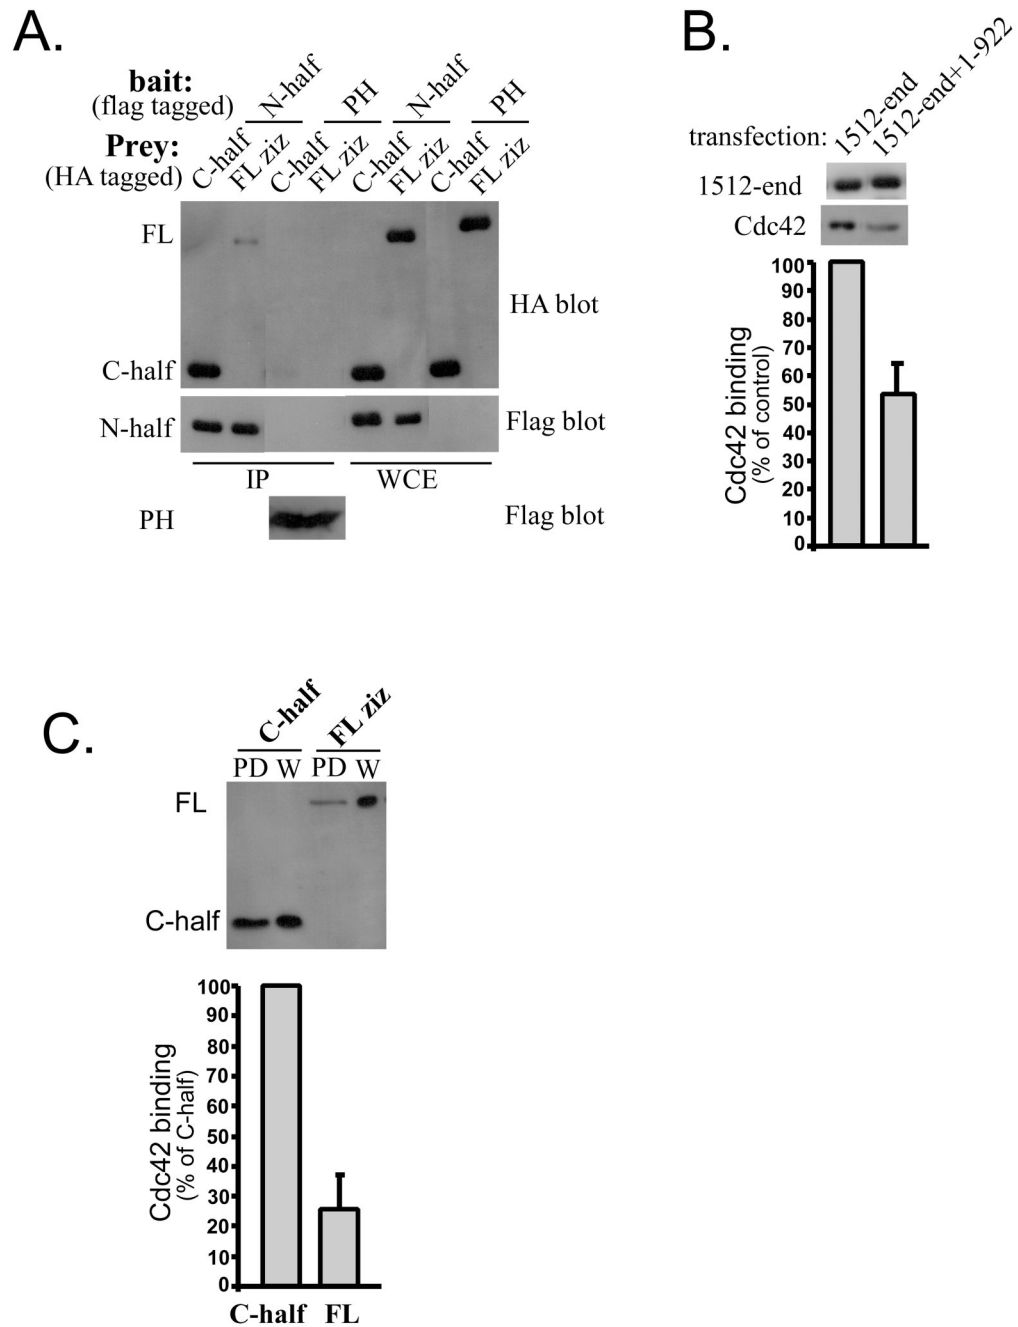 A.
bait:
(flag tagged)
N-half
PH
N-half
PH
Prey:
(HA tagged)
C-half
FL ziz
C-half
FL ziz
C-half
FL ziz
C-half
FL ziz
FL
HA blot
C-half
N-half
Flag blot
IP
WCE
PH
Flag blot
B.
transfection:
1512-end
1512-end+1-922
1512-end
Cdc42
Cdc42 binding
(% of control)
100
90
80
70
60
50
40
30
20
10
0
C.
C-half
FL ziz
PD W PD W
FL
C-half
Cdc42 binding
(% of C-half)
100
90
80
70
60
50
40
30
20
10
0
C-half FL